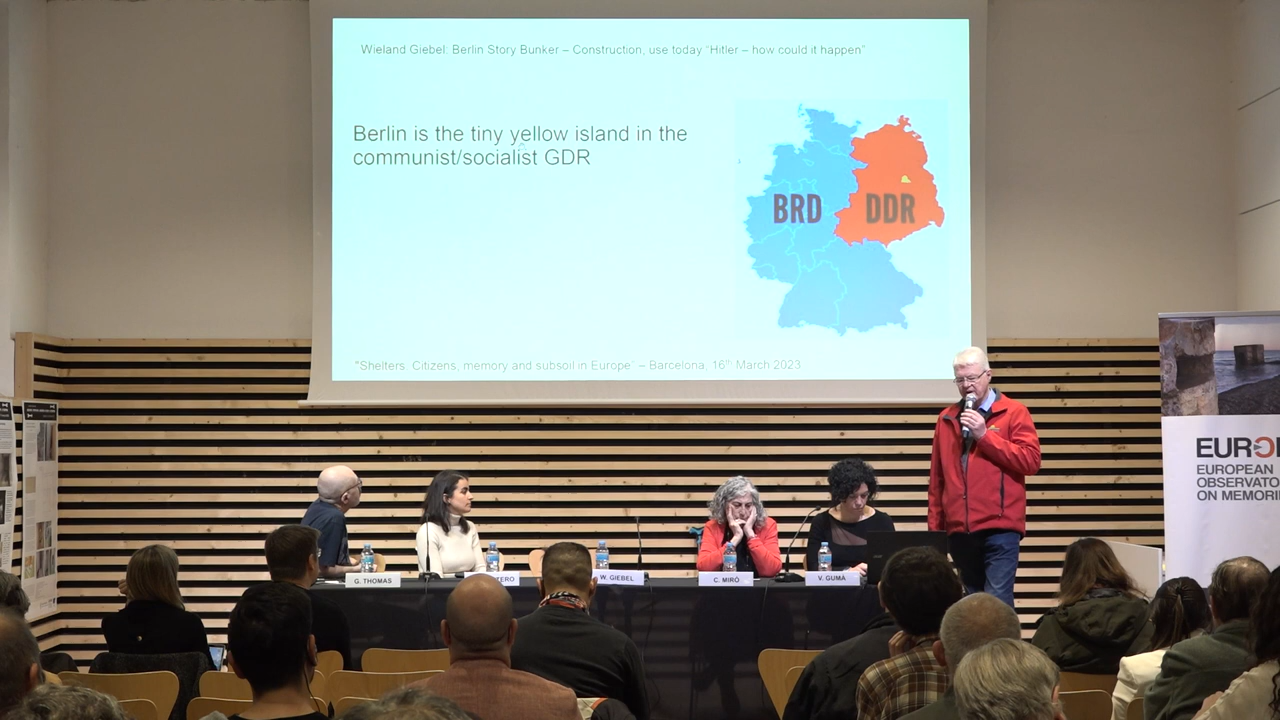 Wieland Giebel: Berlin Story Bunker – Construction, use today “Hitler – how could it happen”
Berlin is the tiny yellow island in the
communist/socialist GDR
BRD
DDR
"Shelters. Citizens, memory and subsoil in Europe" – Barcelona, 16th March 2023
EURO
EUROPEAN
OBSERVATO
ON MEMORI
G. THOMAS
TERO
W. GIEBEL
C. MIRÓ
V. GUMÀ